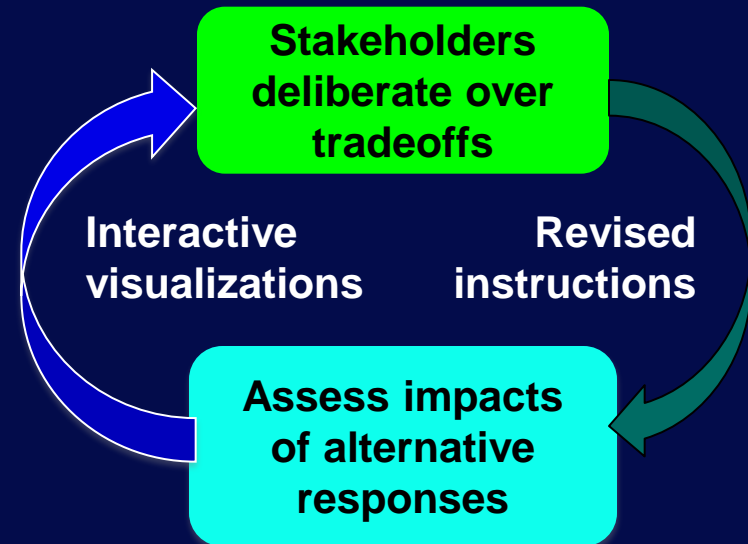 Stakeholders
deliberate over
tradeoffs
Interactive
visualizations
Revised
instructions
Assess impacts
of alternative
responses